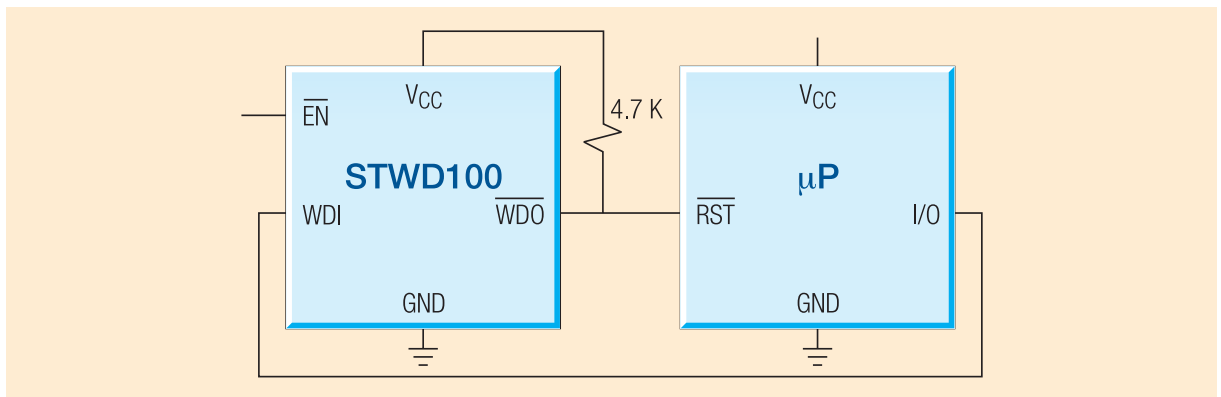 VCC
EN
STWD100
WDI
WDO
GND
4.7 K
VCC
μP
RST
I/O
GND